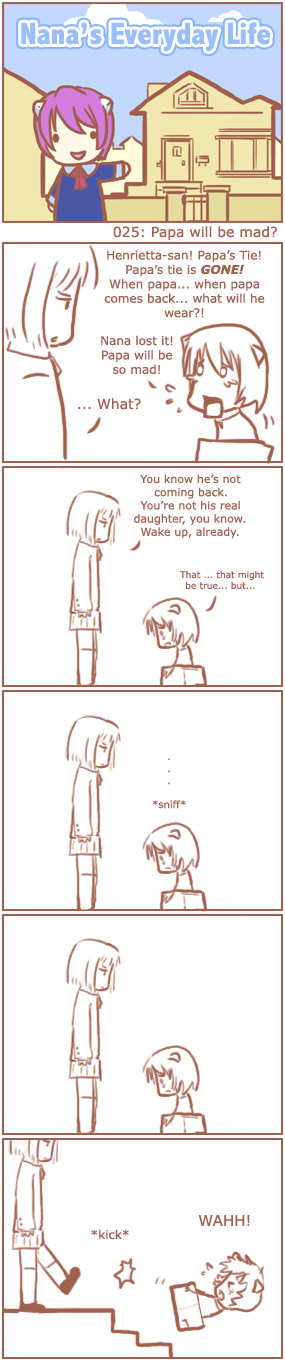 Nana's Everyday Life
025: Papa will be mad?
Henrietta-san! Papa's Tie!
Papa's tie is GONE!
When papa... when papa
comes back... what will he
wear?!
Nana lost it!
Papa will be
so mad!
... What?
You know he's not
coming back.
You're not his real
daughter, you know.
Wake up, already.
That ... that might
be true... but...
.
.
.
*sniff*
WAHH!
*kick*